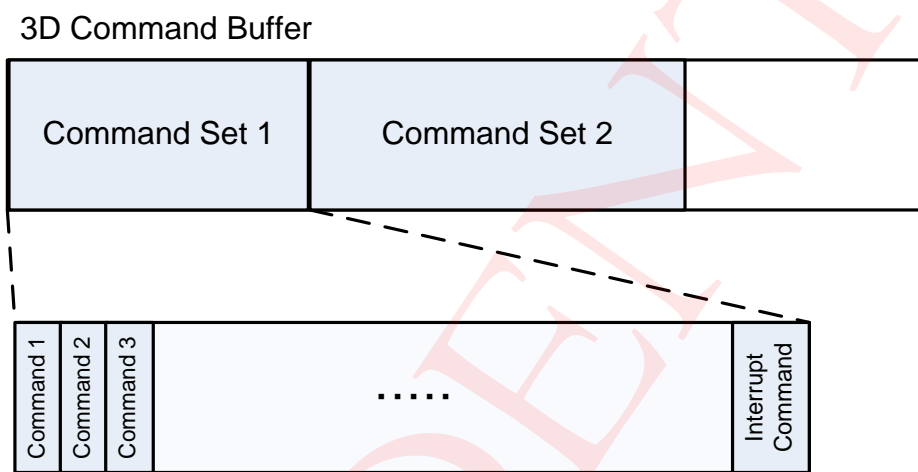 3D Command Buffer
Command Set 1
Command Set 2
Command 1
Command 2
Command 3
.....
Interrupt
Command